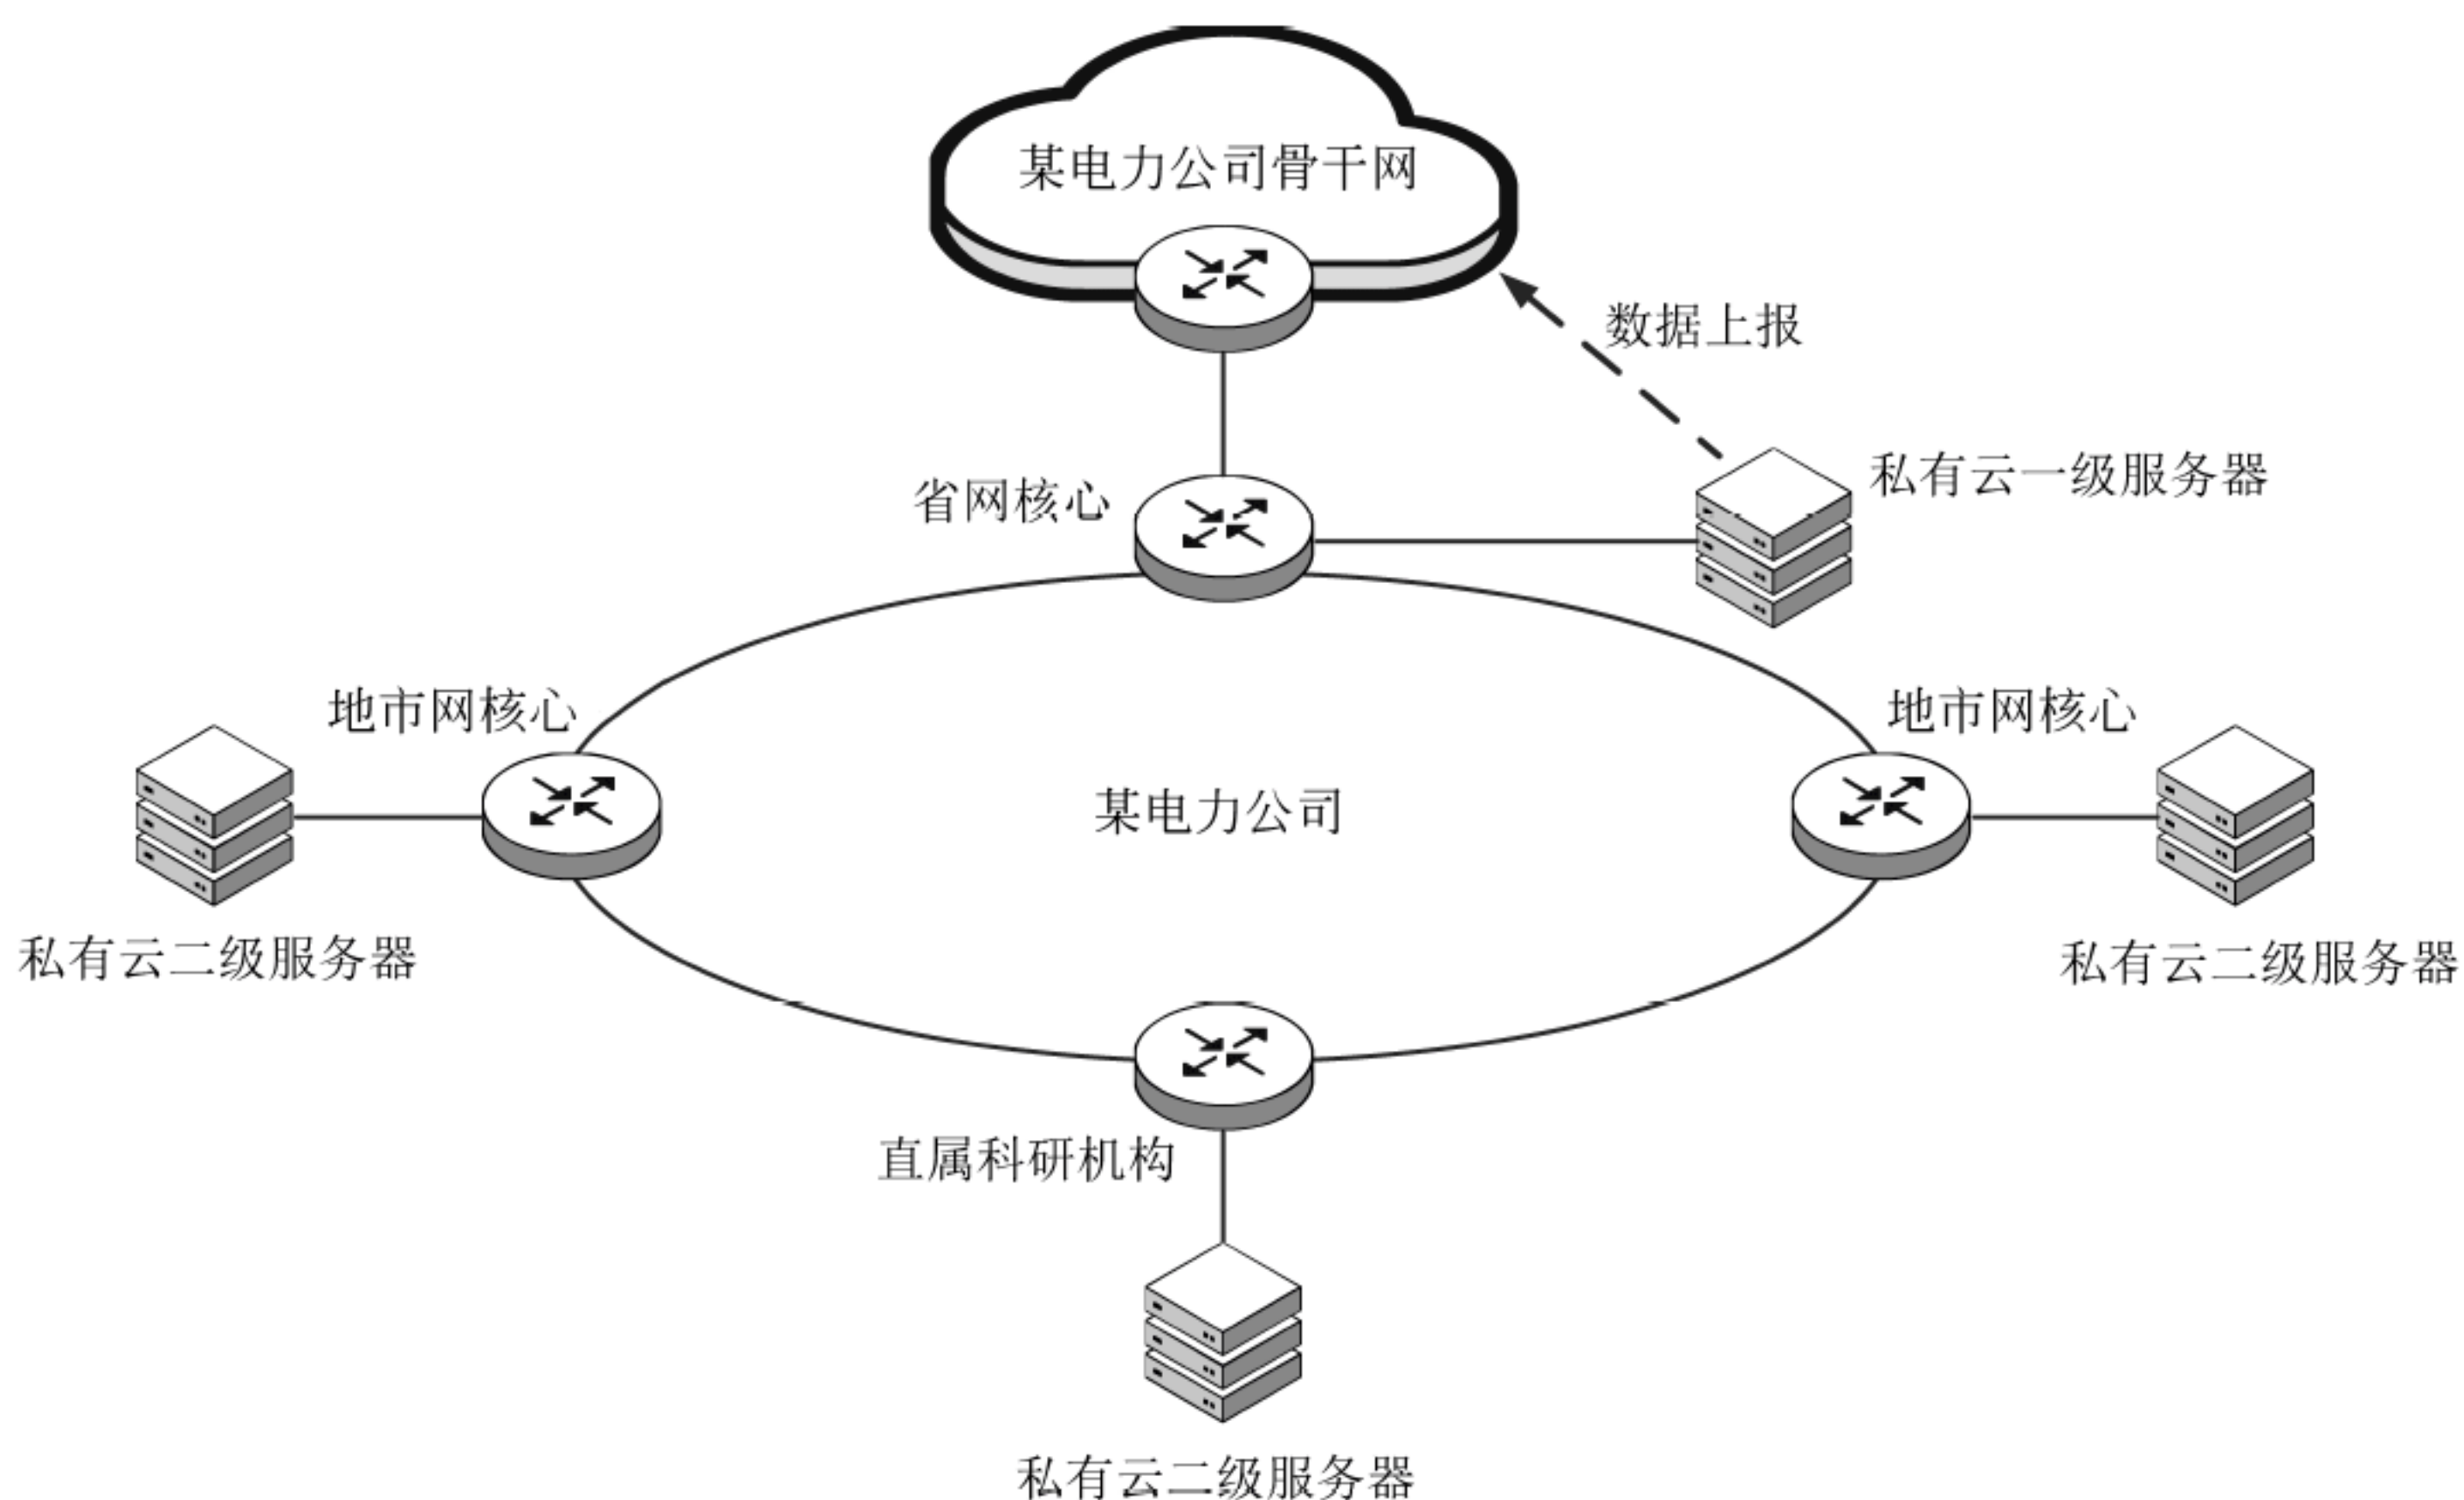 某电力公司骨干网
数据上报
私有云一级服务器
省网核心
地市网核心
地市网核心
某电力公司
私有云二级服务器
私有云二级服务器
直属科研机构
私有云二级服务器